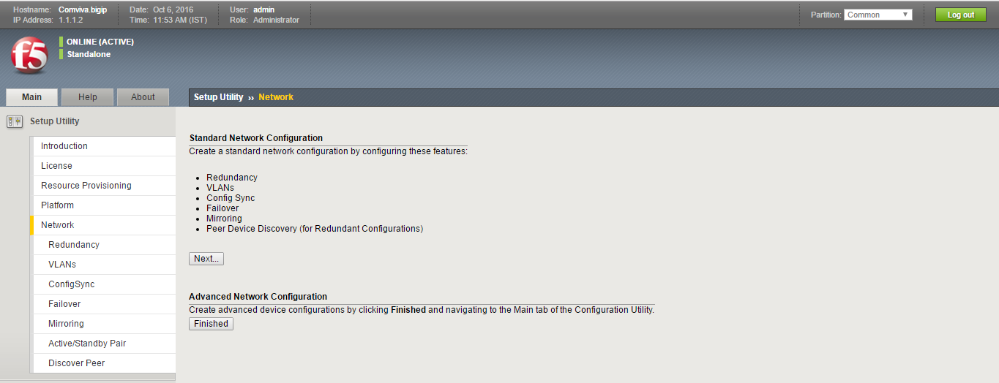 Hostname: Comviva.bigip Date: Oct 6, 2016 User: admin
IP Address: 1.1.1.2 Time: 11:53 AM (IST) Role: Administrator
Partition: Common
Log out
f5
ONLINE (ACTIVE)
Standalone
Main Help About
Setup Utility ›› Network
Setup Utility
Introduction
License
Resource Provisioning
Platform
Network
Redundancy
VLANs
ConfigSync
Failover
Mirroring
Active/Standby Pair
Discover Peer
Standard Network Configuration
Create a standard network configuration by configuring these features:
• Redundancy
• VLANs
• Config Sync
• Failover
• Mirroring
• Peer Device Discovery (for Redundant Configurations)
Next...
Advanced Network Configuration
Create advanced device configurations by clicking Finished and navigating to the Main tab of the Configuration Utility.
Finished